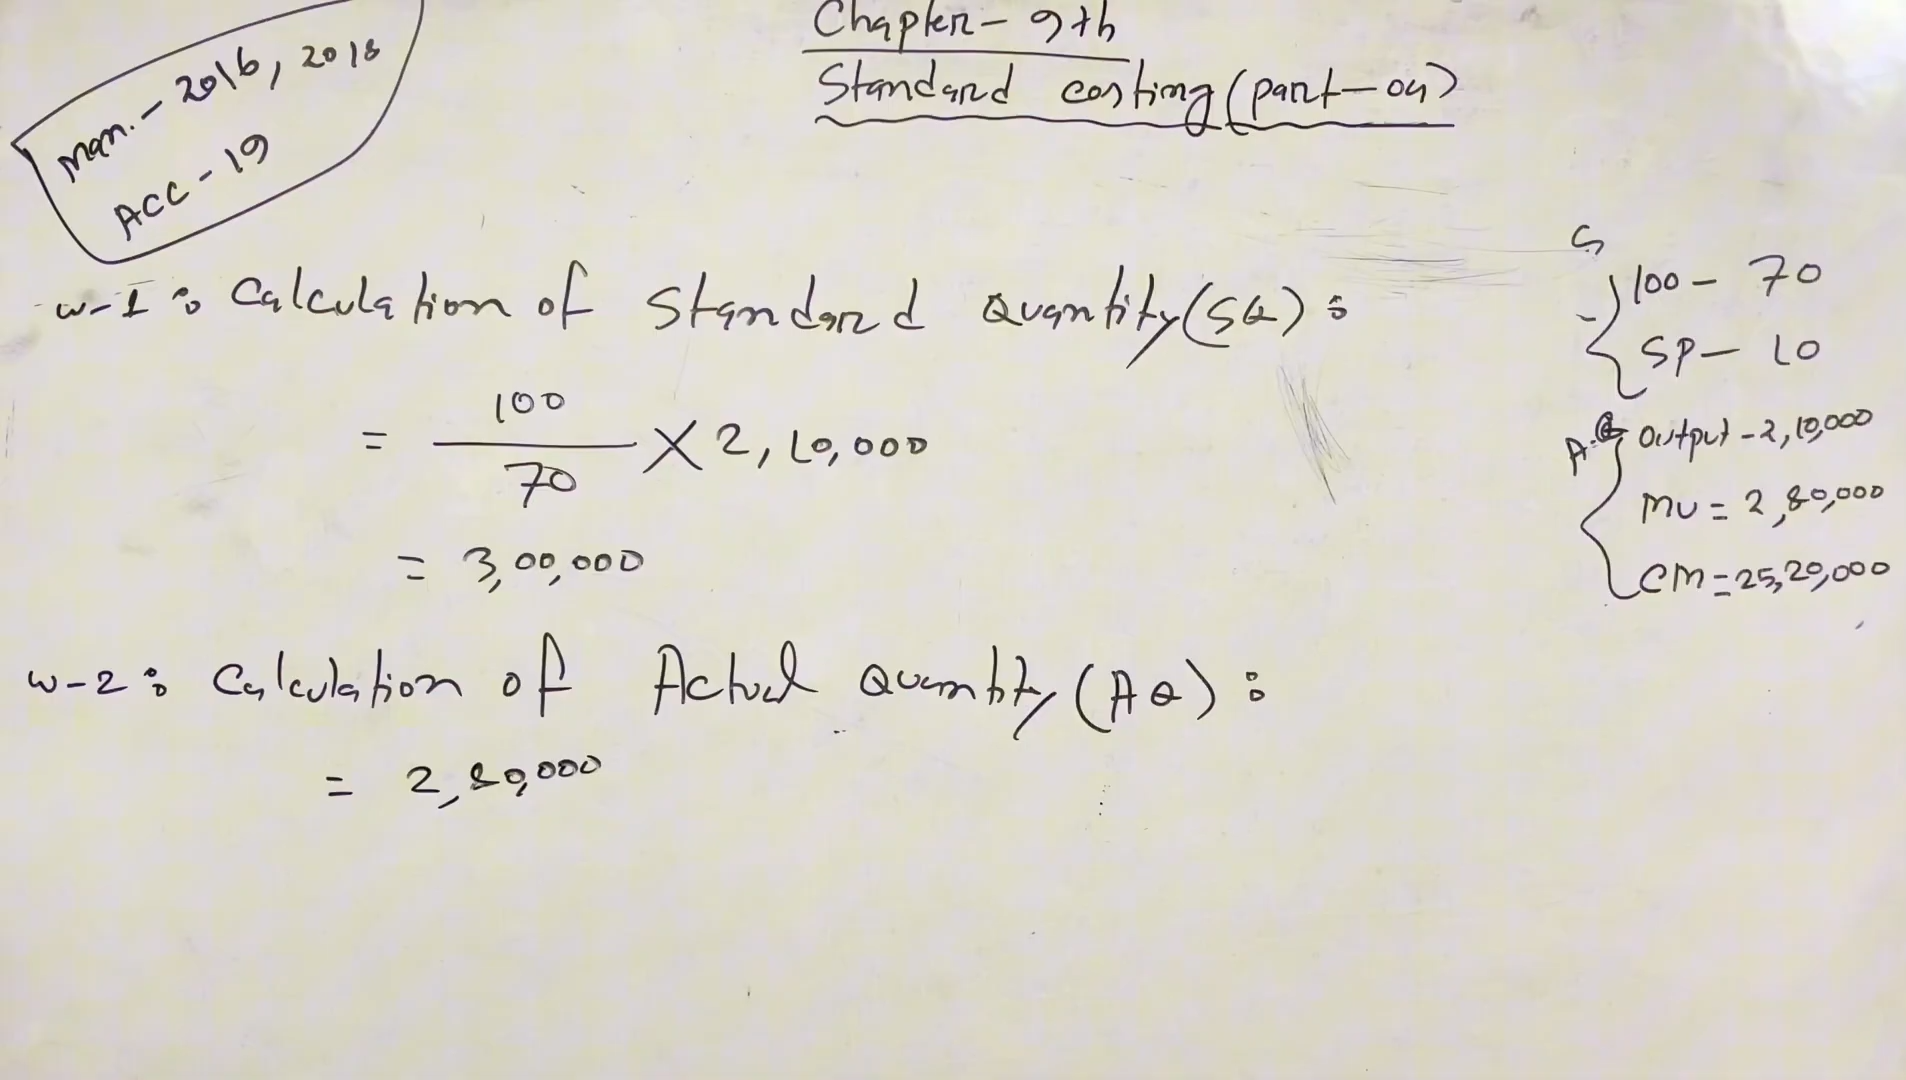 Chapter - 9th
Standard costing (part-04)
Man. - 2016, 2018
ACC - 19
w-1: Calculation of Standard Quantity (SQ):
= 100/70 × 2,10,000
= 3,00,000
w-2: Calculation of Actual Quantity (AQ):
= 2,80,000
S
100 - 70
SP - 10
A.
Output - 2,10,000
MU = 2,80,000
CM = 25,20,000